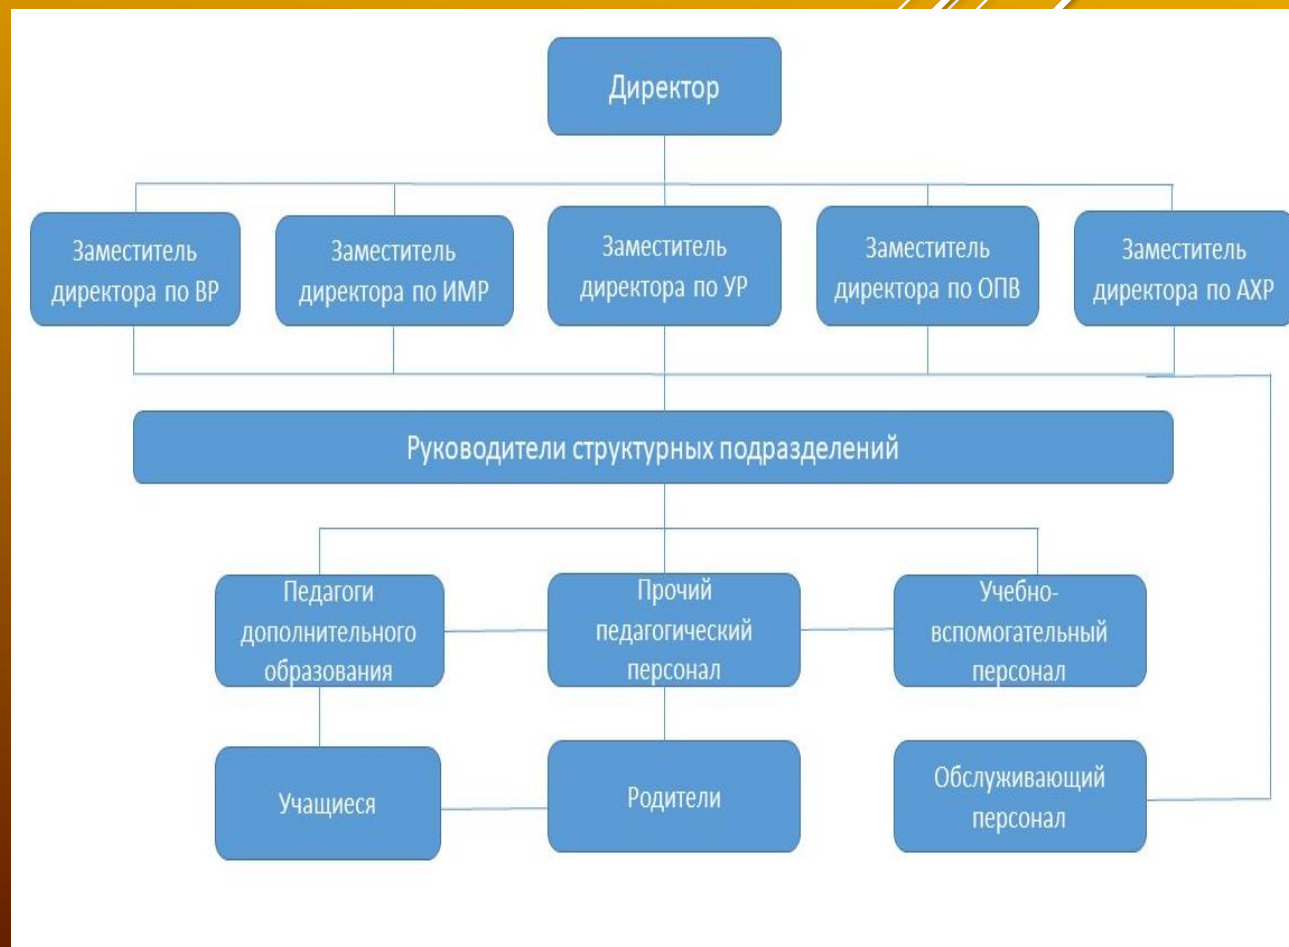 Директор
Заместитель
директора по ВР
Заместитель
директора по ИМР
Заместитель
директора по УР
Заместитель
директора по ОПВ
Заместитель
директора по АХР
Руководители структурных подразделений
Педагоги
дополнительного
образования
Прочий
педагогический
персонал
Учебно-
вспомогательный
персонал
Учащиеся
Родители
Обслуживающий
персонал